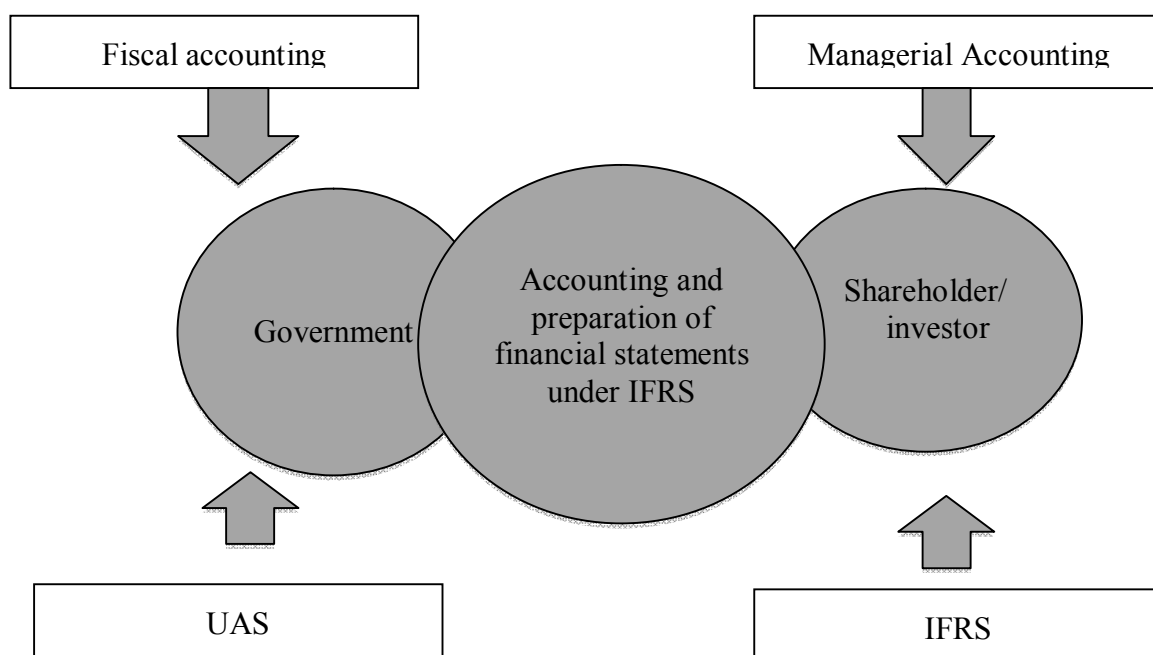 Fiscal accounting
Managerial Accounting
Government
Accounting and
preparation of
financial statements
under IFRS
Shareholder/
investor
UAS
IFRS